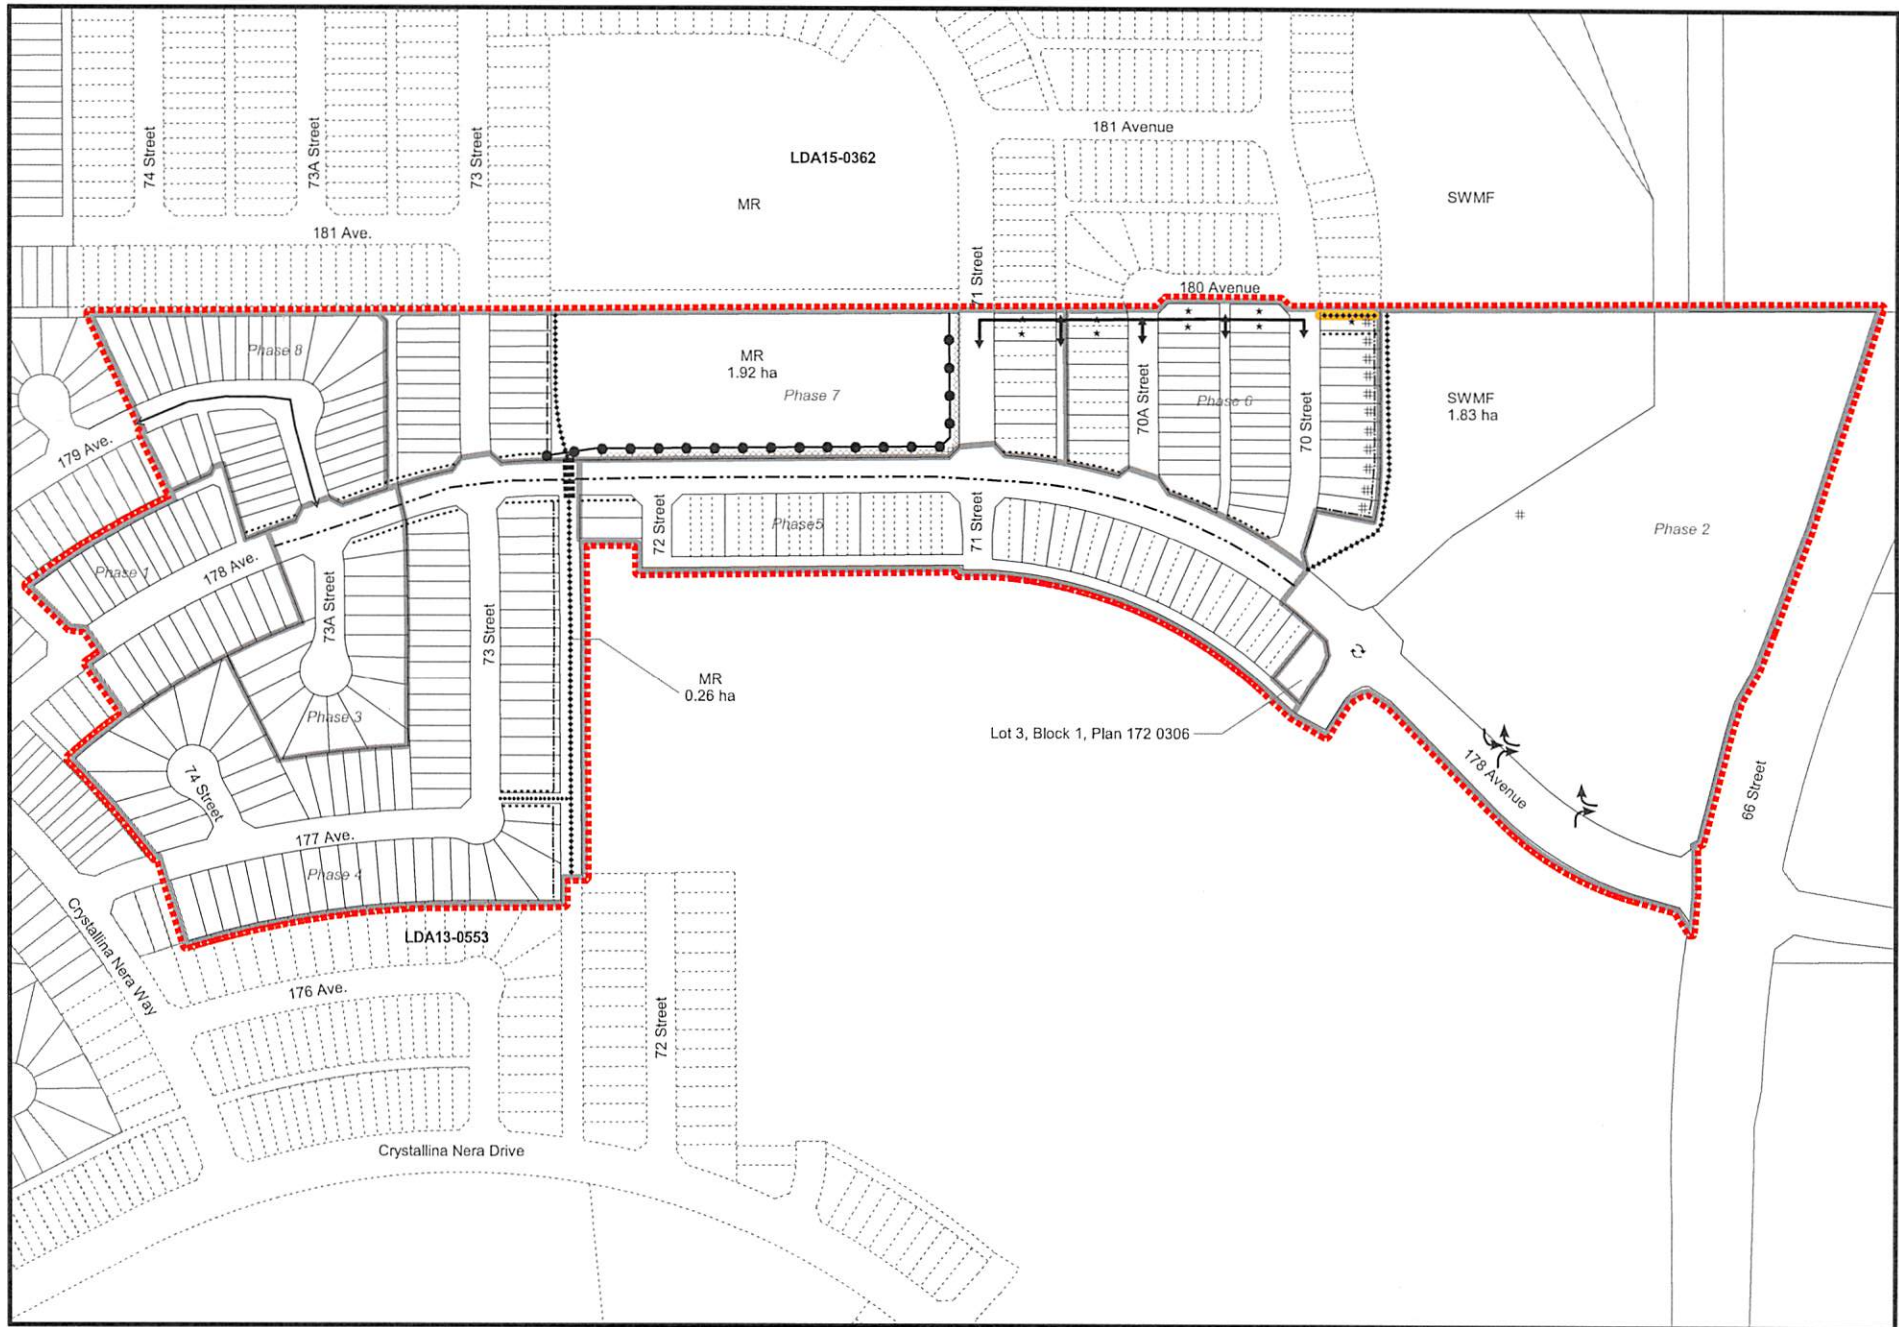 181 Avenue
74 Street
73A Street
73 Street
LDA15-0362
MR
SWMF
181 Ave.
71 Street
180 Avenue
Phase 8
MR
1.92 ha
Phase 7
70A Street
Phase 6
70 Street
SWMF
1.83 ha
179 Ave.
72 Street
Phase5
71 Street
Phase 2
178 Ave.
Phase 1
73A Street
73 Street
MR
0.26 ha
Phase 3
Lot 3, Block 1, Plan 172 0306
74 Street
178 Avenue
66 Street
177 Ave.
Phase 4
Crystallina Nera Way
LDA13-0553
176 Ave.
72 Street
Crystallina Nera Drive